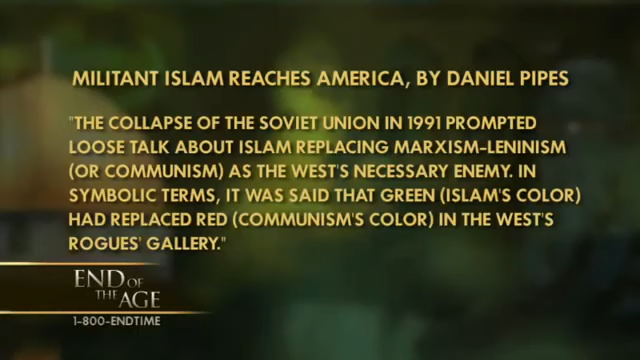 MILITANT ISLAM REACHES AMERICA, BY DANIEL PIPES
"THE COLLAPSE OF THE SOVIET UNION IN 1991 PROMPTED
LOOSE TALK ABOUT ISLAM REPLACING MARXISM-LENINISM
(OR COMMUNISM) AS THE WEST'S NECESSARY ENEMY. IN
SYMBOLIC TERMS, IT WAS SAID THAT GREEN (ISLAM'S COLOR)
HAD REPLACED RED (COMMUNISM'S COLOR) IN THE WEST'S
ROGUES' GALLERY."
END OF
THE AGE
1-800-ENDTIME